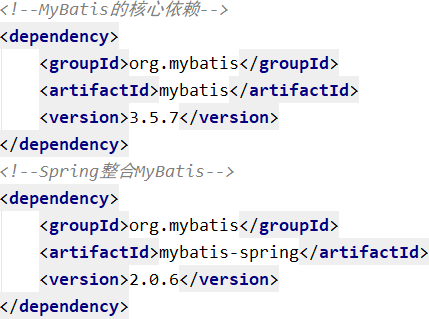 <!--MyBatis的核心依赖-->
<dependency>
<groupId>org.mybatis</groupId>
<artifactId>mybatis</artifactId>
<version>3.5.7</version>
</dependency>
<!--Spring整合MyBatis-->
<dependency>
<groupId>org.mybatis</groupId>
<artifactId>mybatis-spring</artifactId>
<version>2.0.6</version>
</dependency>